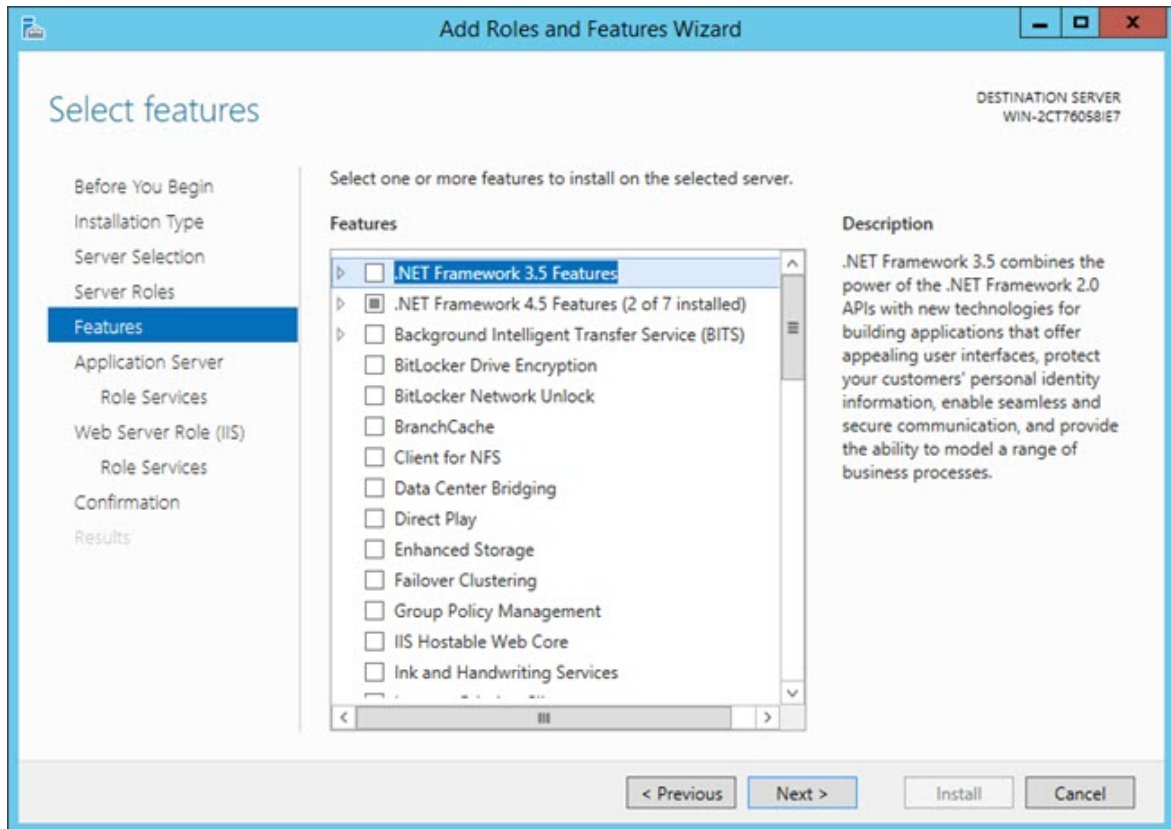 Add Roles and Features Wizard
Select features
DESTINATION SERVER
WIN-2CT76058IE7
Before You Begin
Installation Type
Server Selection
Server Roles
Features
Application Server
Role Services
Web Server Role (IIS)
Role Services
Confirmation
Results
Select one or more features to install on the selected server.
Features
.NET Framework 3.5 Features
.NET Framework 4.5 Features (2 of 7 installed)
Background Intelligent Transfer Service (BITS)
BitLocker Drive Encryption
BitLocker Network Unlock
BranchCache
Client for NFS
Data Center Bridging
Direct Play
Enhanced Storage
Failover Clustering
Group Policy Management
IIS Hostable Web Core
Ink and Handwriting Services
Description
.NET Framework 3.5 combines the
power of the .NET Framework 2.0
APIs with new technologies for
building applications that offer
appealing user interfaces, protect
your customers' personal identity
information, enable seamless and
secure communication, and provide
the ability to model a range of
business processes.
< Previous
Next >
Install
Cancel